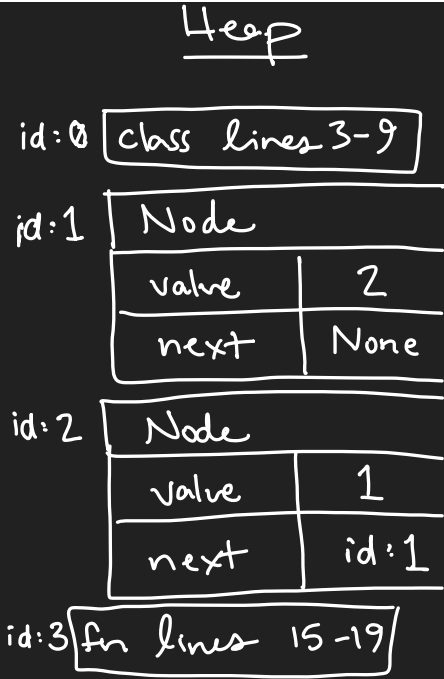 Heap
id:0 class lines 3-9
id:1 Node
value 2
next None
id:2 Node
value 1
next id:1
id:3 fn lines 15-19